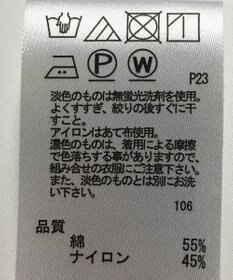 P
W
P23
淡色のものは無蛍光洗剤を使用。
よくすすぎ、絞りの後すぐに干
すこと。
アイロンはあて布使用。
濃色のものは、着用による摩擦
で色落ちする事がありますので、
組み合せの衣服にご注意下さい。
また、淡色のものとは別にお洗
い下さい。
106
品質
綿 55%
ナイロン 45%